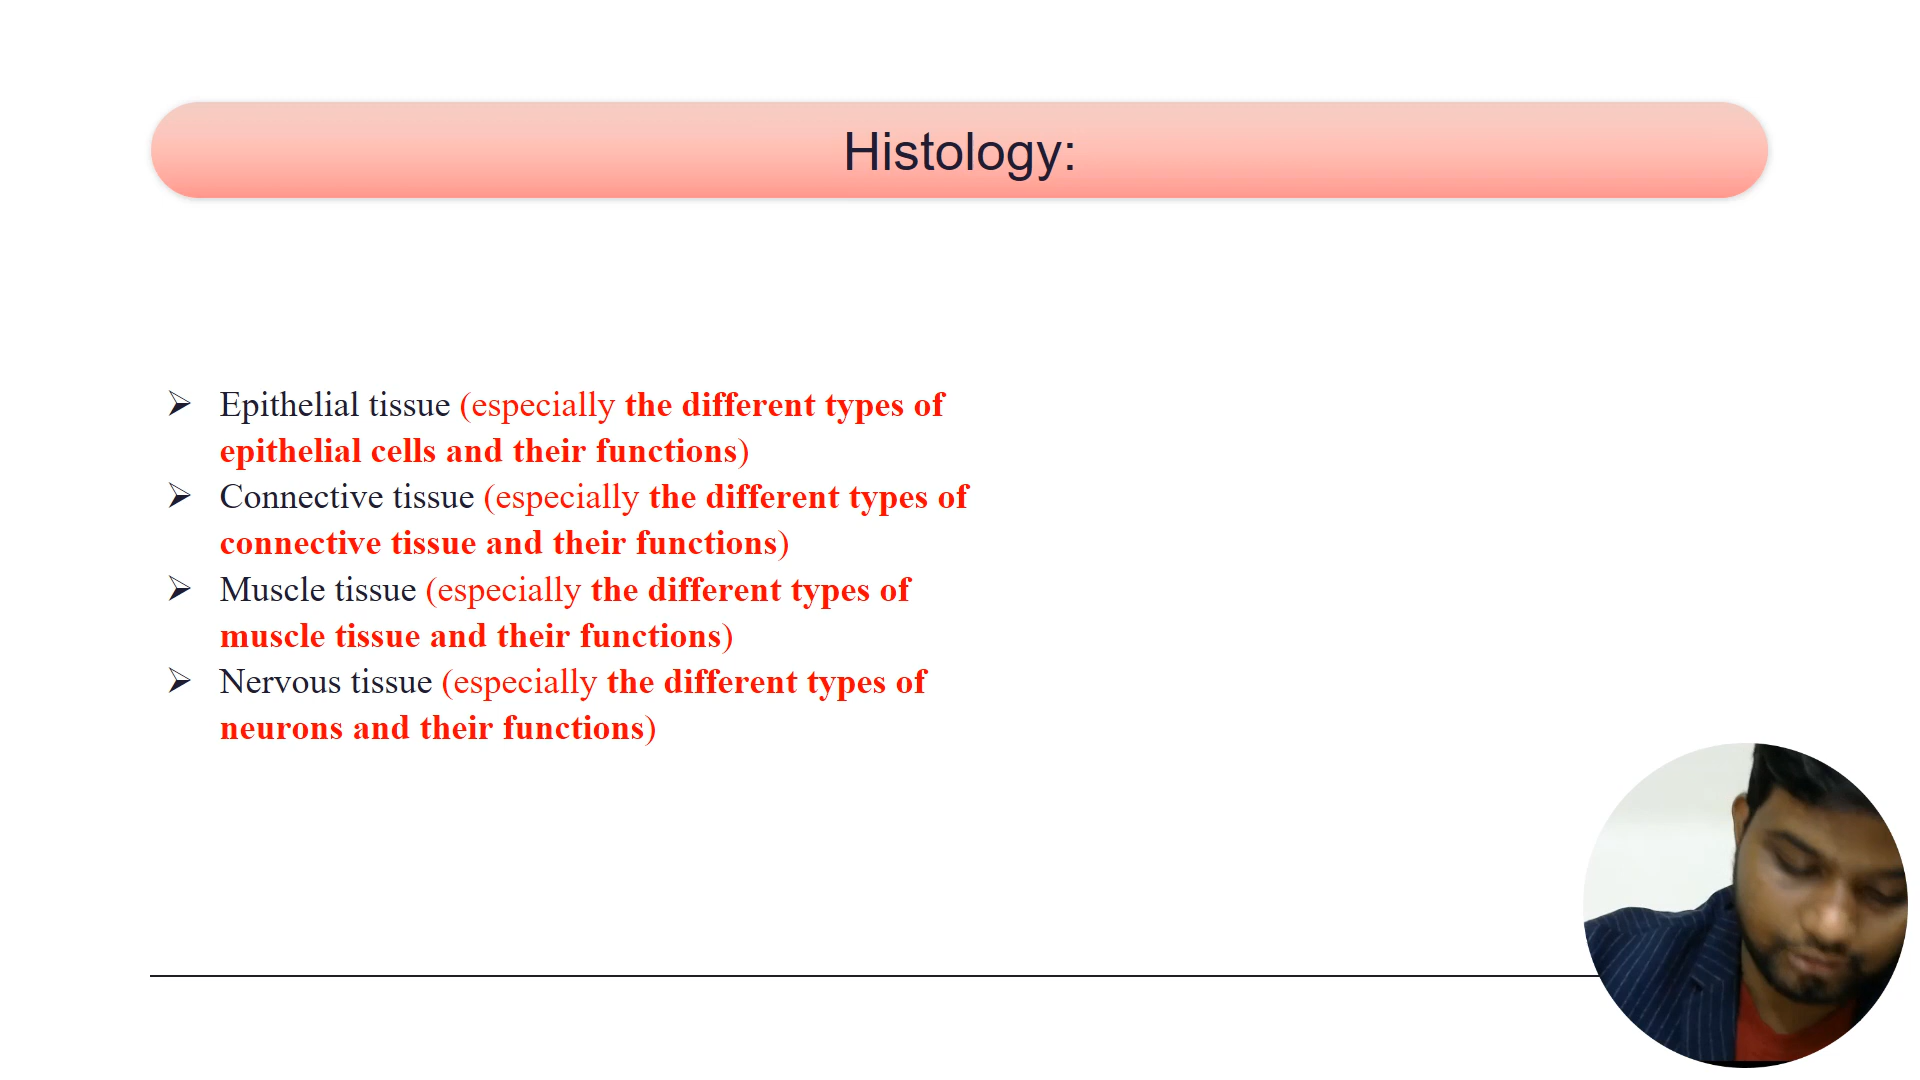 Histology:
➢ Epithelial tissue (especially the different types of
epithelial cells and their functions)
➢ Connective tissue (especially the different types of
connective tissue and their functions)
➢ Muscle tissue (especially the different types of
muscle tissue and their functions)
➢ Nervous tissue (especially the different types of
neurons and their functions)